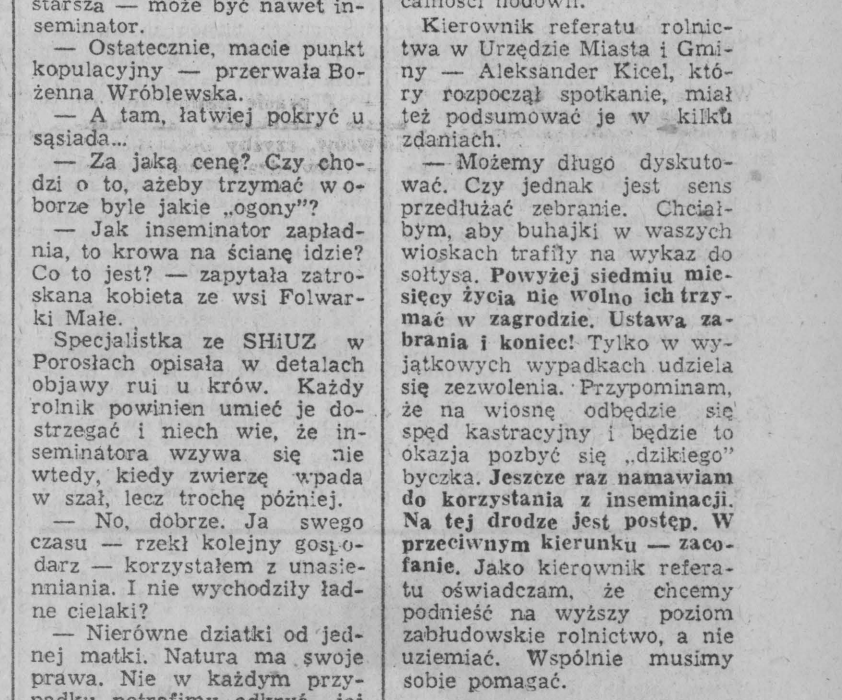 starsza — może być nawet in-
seminator.
— Ostatecznie, macie punkt
kopulacyjny — przerwała Bo-
żenna Wróblewska.
— A tam, łatwiej pokryć u
sąsiada...
— Za jaką cenę? Czy cho-
dzi o to, ażeby trzymać w o-
borze byle jakie „ogony”?
— Jak inseminator zapład-
nia, to krowa na ścianę idzie?
Co to jest? — zapytała zatro-
skana kobieta ze wsi Folwar-
ki Małe.
Specjalistka ze SHiUZ w
Porosłach opisała w detalach
objawy rui u krów. Każdy
rolnik powinien umieć je do-
strzegać i niech wie, że in-
seminatora wzywa się nie
wtedy, kiedy zwierzę wpada
w szał, lecz trochę później.
— No, dobrze. Ja swego
czasu — rzekł kolejny gospo-
darz — korzystałem z unasie-
nniania. I nie wychodziły ład-
ne cielaki?
— Nierówne dziatki od jed-
nej matki. Natura ma swoje
prawa. Nie w każdym przy-
padku potrafimy odkryć jej
całności hodowli.
Kierownik referatu rolnic-
twa w Urzędzie Miasta i Gmi-
ny — Aleksander Kicel, któ-
ry rozpoczął spotkanie, miał
też podsumować je w kilku
zdaniach.
— Możemy długo dyskuto-
wać. Czy jednak jest sens
przedłużać zebranie. Chciał-
bym, aby buhajki w waszych
wioskach trafiły na wykaz do
sołtysa. Powyżej siedmiu mie-
sięcy życia nie wolno ich trzy-
mać w zagrodzie. Ustawa za-
brania i koniec! Tylko w wy-
jątkowych wypadkach udziela
się zezwolenia. Przypominam,
że na wiosnę odbędzie się
spęd kastracyjny i będzie to
okazja pozbyć się „dzikiego”
byczka. Jeszcze raz namawiam
do korzystania z inseminacji.
Na tej drodze jest postęp. W
przeciwnym kierunku — zaco-
fanie. Jako kierownik refera-
tu oświadczam, że chcemy
podnieść na wyższy poziom
zabłudowskie rolnictwo, a nie
uziemiać. Wspólnie musimy
sobie pomagać.